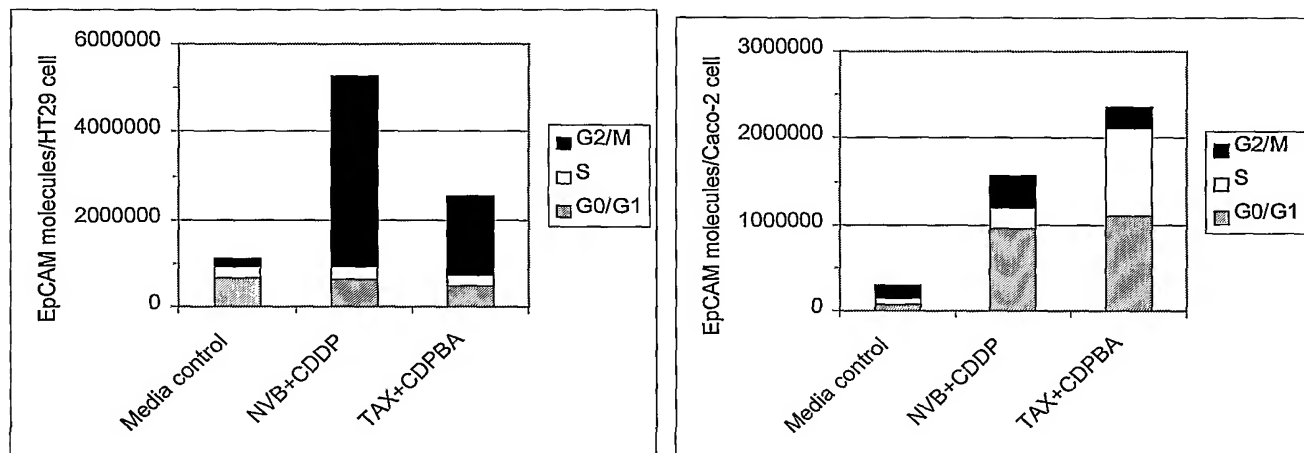 6000000
4000000
2000000
0
EpCAM molecules/HT29 cell
Media control
NVB+CDDP
TAX+CDPBA
G2/M
S
G0/G1
3000000
2000000
1000000
0
EpCAM molecules/Caco-2 cell
Media control
NVB+CDDP
TAX+CDPBA
G2/M
S
G0/G1